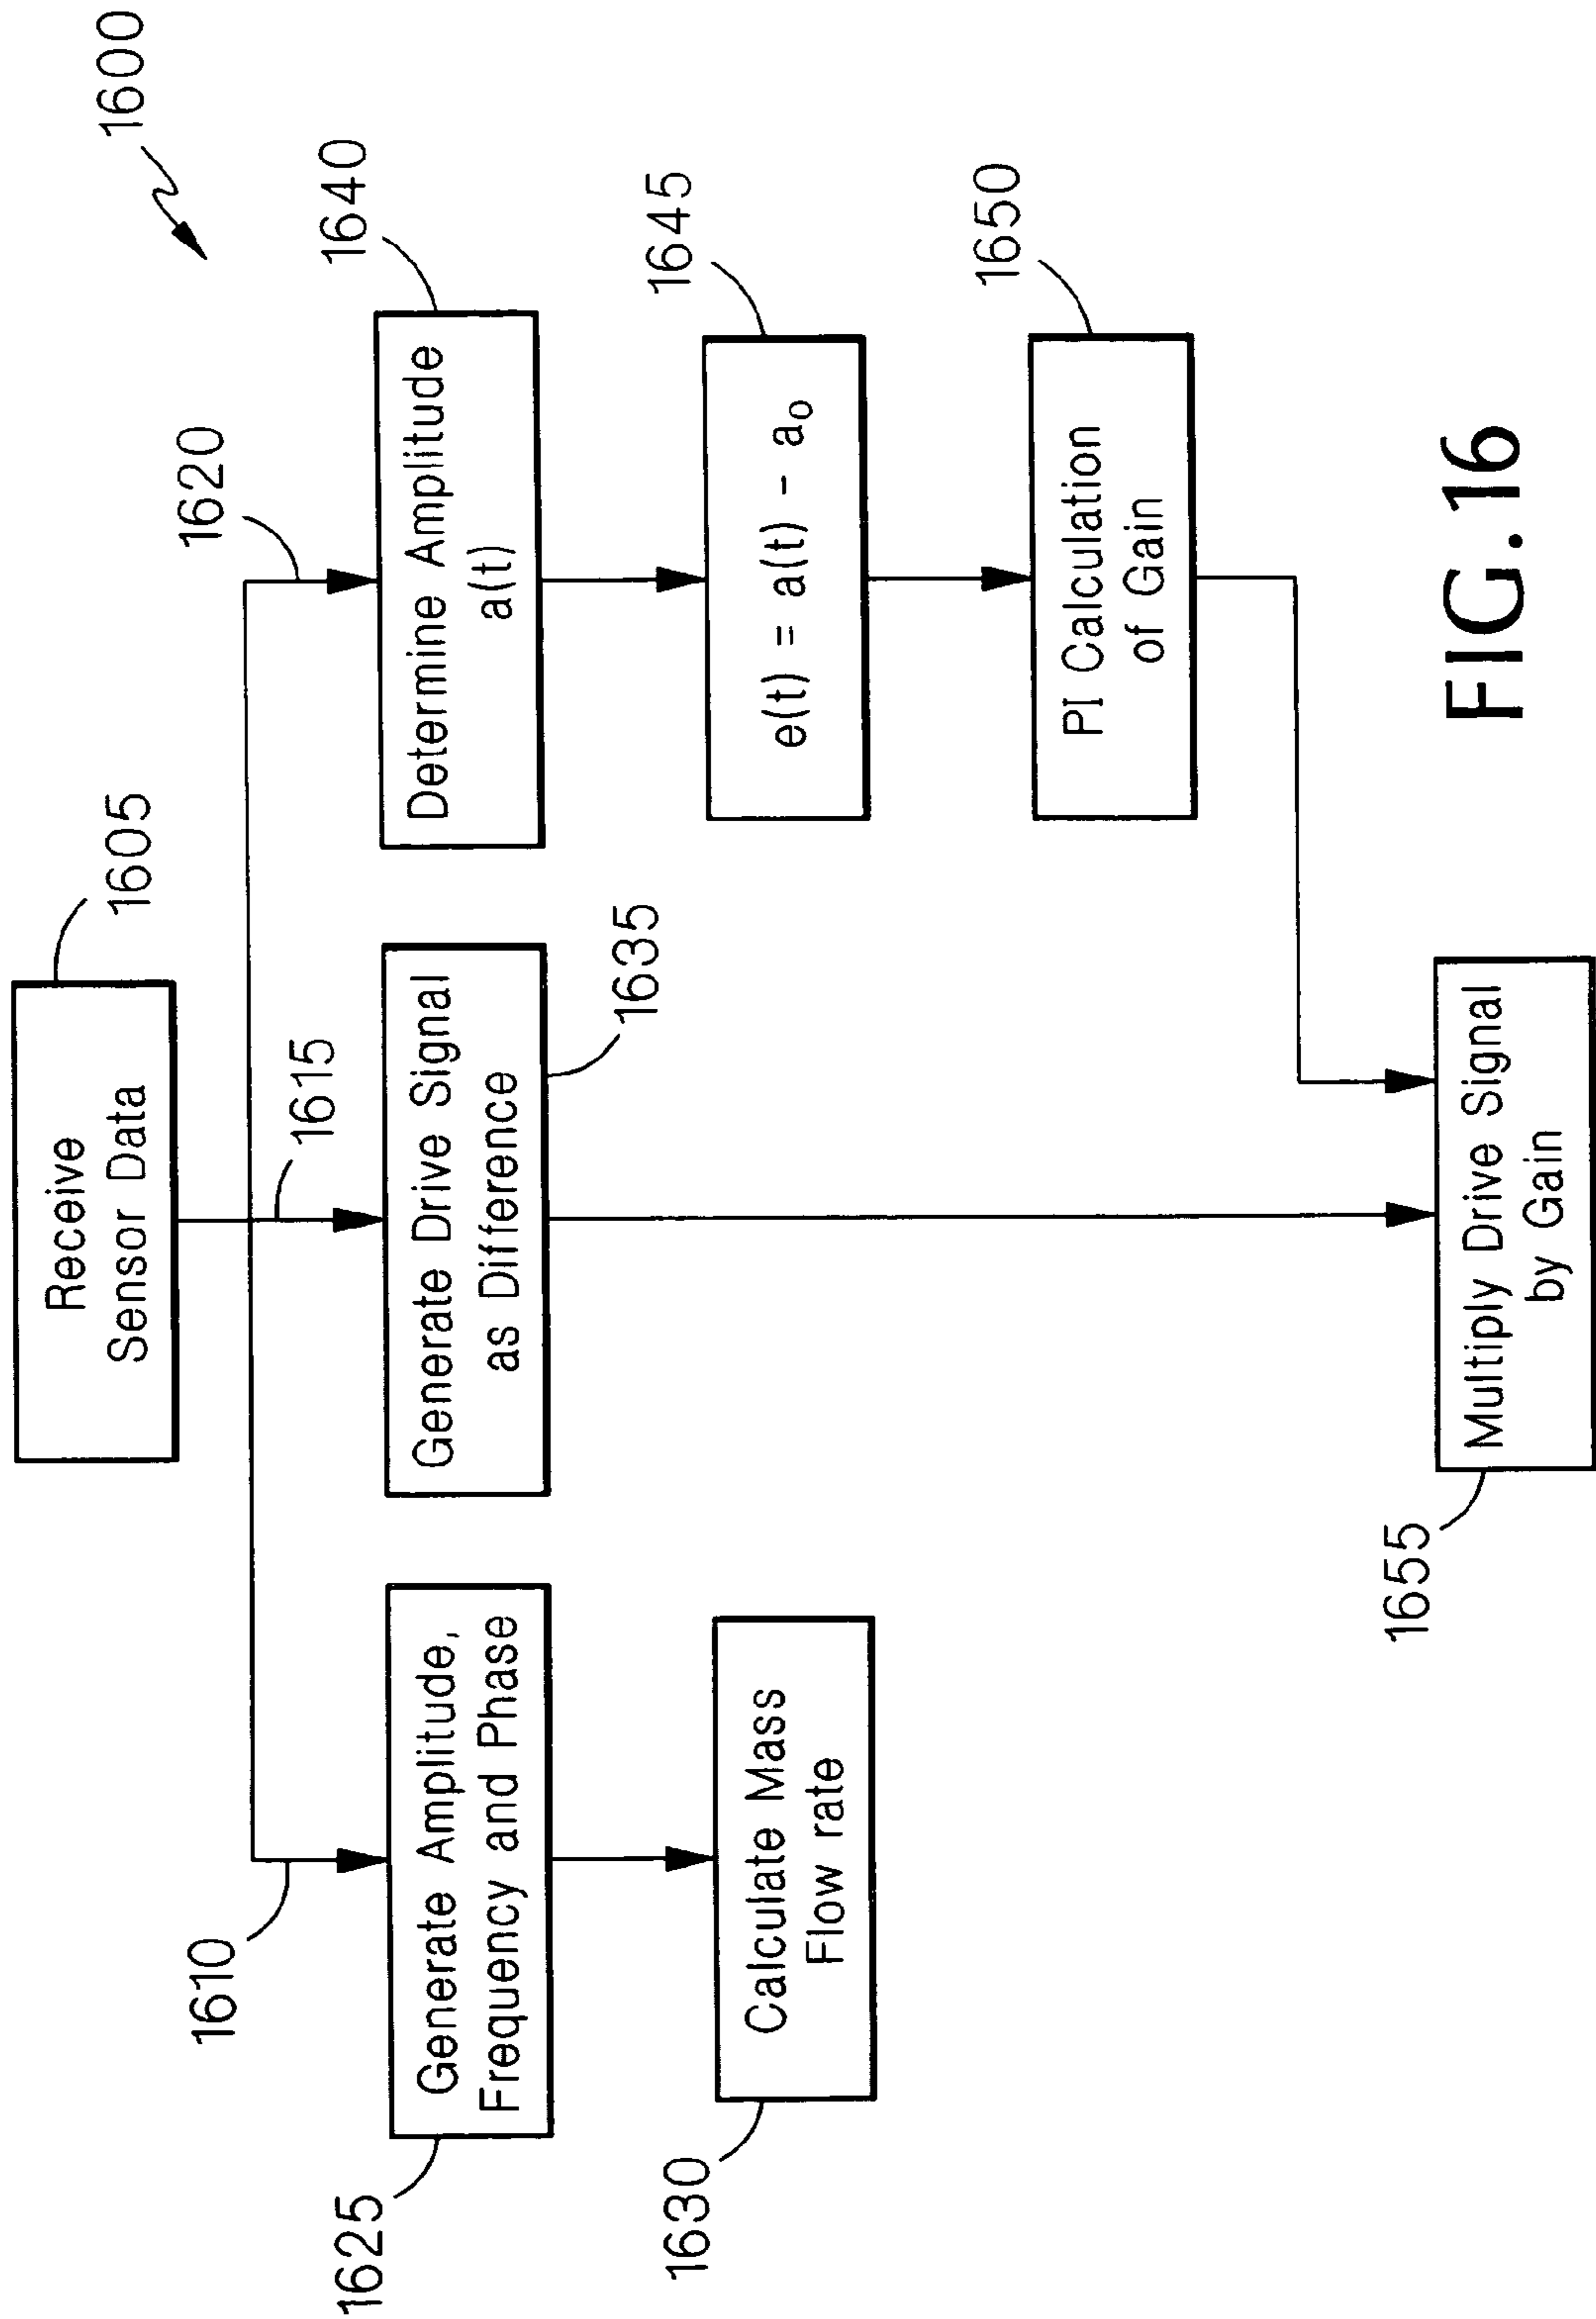 1600
Receive
Sensor Data
1605
1610
1615
1620
Generate Amplitude,
Frequency and Phase
1625
Generate Drive Signal
as Difference
1635
Determine Amplitude
a(t)
1640
Calculate Mass
Flow rate
1630
e(t) = a(t) - a₀
1645
PI Calculation
of Gain
1650
Multiply Drive Signal
by Gain
1655
FIG.16